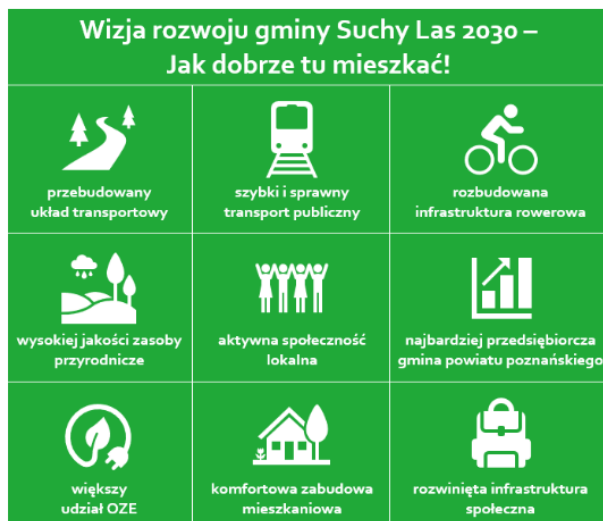 Wizja rozwoju gminy Suchy Las 2030 –
Jak dobrze tu mieszkać!
przebudowany
układ transportowy
szybki i sprawny
transport publiczny
rozbudowana
infrastruktura rowerowa
wysokiej jakości zasoby
przyrodnicze
aktywna społeczność
lokalna
najbardziej przedsiębiorcza
gmina powiatu poznańskiego
większy
udział OZE
komfortowa zabudowa
mieszkaniowa
rozwinięta infrastruktura
społeczna